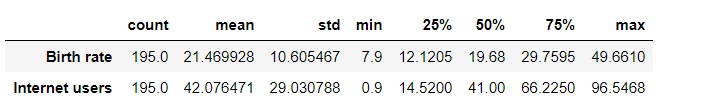 count mean std min 25% 50% 75% max
Birth rate 195.0 21.469928 10.605467 7.9 12.1205 19.68 29.7595 49.6610
Internet users 195.0 42.076471 29.030788 0.9 14.5200 41.00 66.2250 96.5468